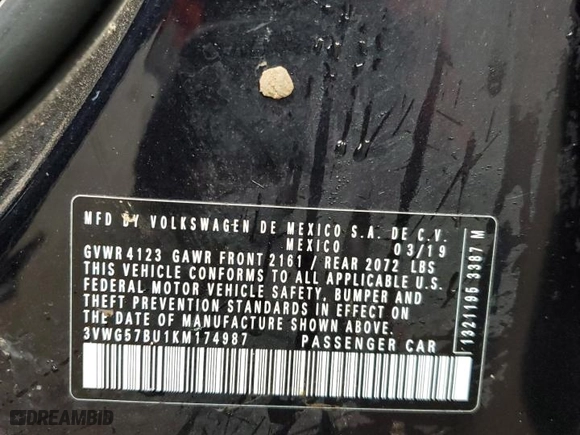 MFD BY VOLKSWAGEN DE MEXICO S.A. DE C.V.
MEXICO 03/19
GVWR 4123 GAWR FRONT 2161 / REAR 2072 LBS
THIS VEHICLE CONFORMS TO ALL APPLICABLE U.S.
FEDERAL MOTOR VEHICLE SAFETY, BUMPER AND
THEFT PREVENTION STANDARDS IN EFFECT ON
THE DATE OF MANUFACTURE SHOWN ABOVE.
3VWG57BU1KM174987 PASSENGER CAR
1321195 3387 M
DREAMBID